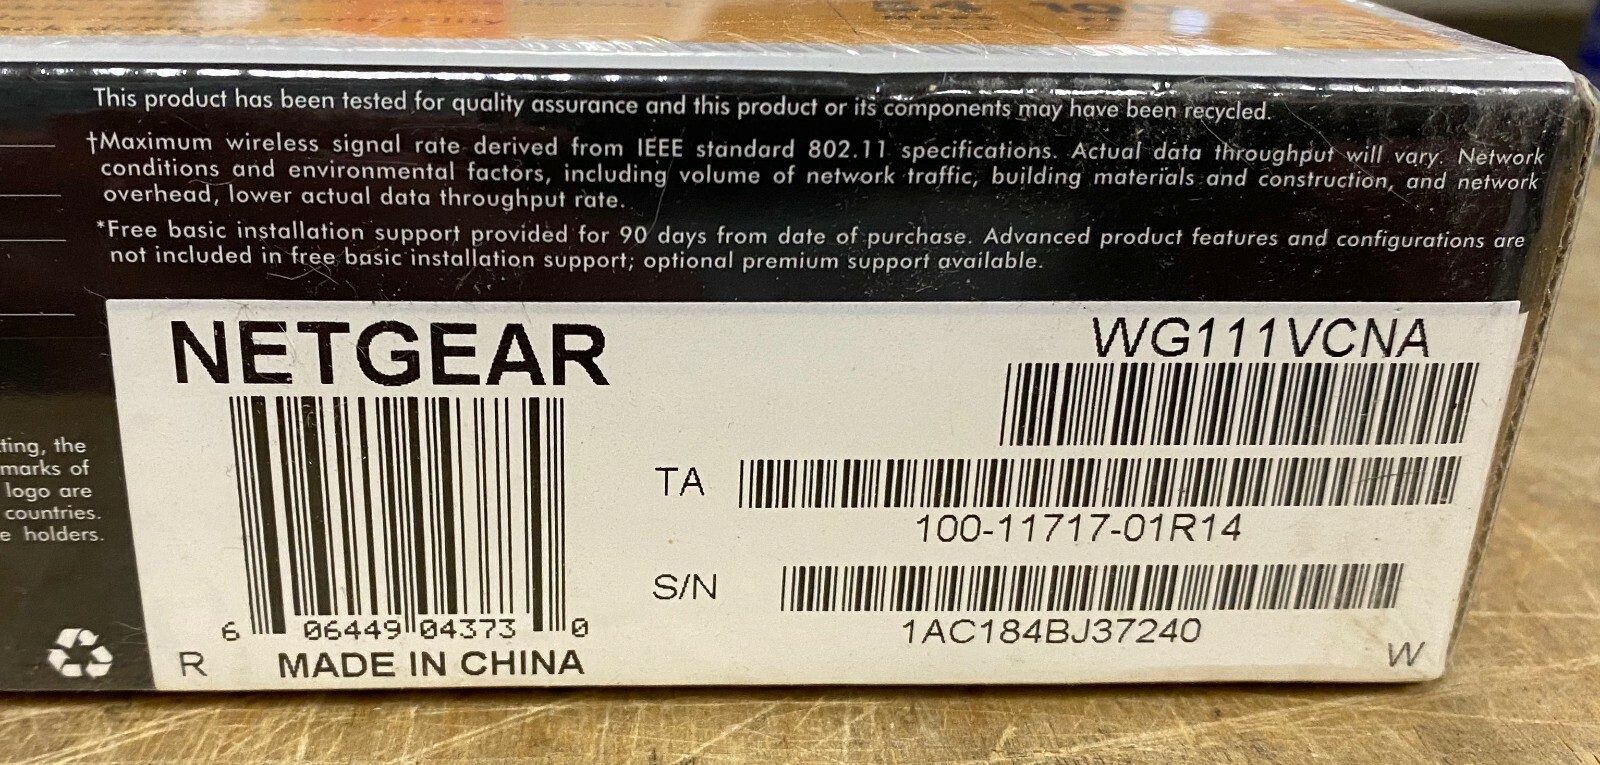 This product has been tested for quality assurance and this product or its components may have been recycled.
†Maximum wireless signal rate derived from IEEE standard 802.11 specifications. Actual data throughput will vary. Network
conditions and environmental factors, including volume of network traffic, building materials and construction, and network
overhead, lower actual data throughput rate.
*Free basic installation support provided for 90 days from date of purchase. Advanced product features and configurations are
not included in free basic installation support; optional premium support available.
ting, the
marks of
logo are
countries.
e holders.
NETGEAR
6 06449 04373 0
R MADE IN CHINA
WG111VCNA
TA
100-11717-01R14
S/N
1AC184BJ37240
W